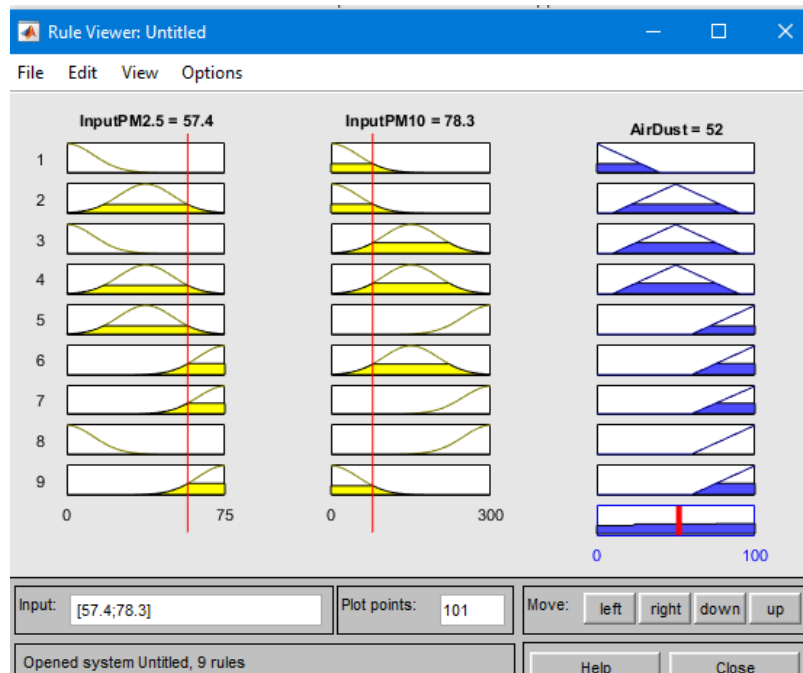 Rule Viewer: Untitled
File Edit View Options
InputPM2.5 = 57.4 InputPM10 = 78.3 AirDust = 52
1
2
3
4
5
6
7
8
9
0 75 0 300
0 100
Input: [57.4;78.3] Plot points: 101 Move: left right down up
Opened system Untitled, 9 rules Help Close